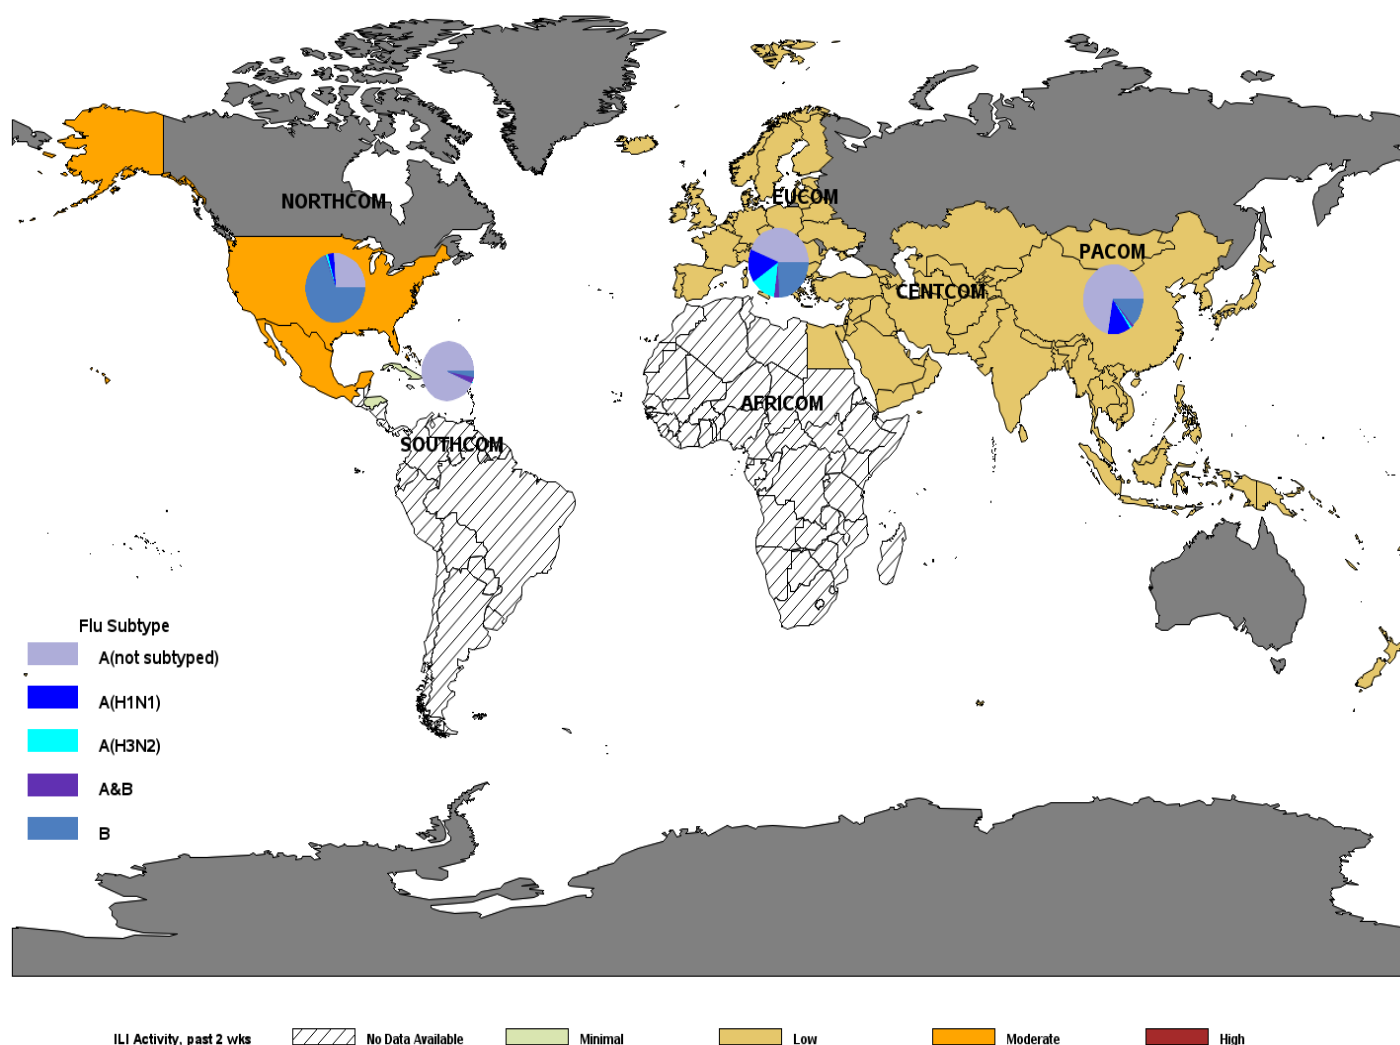 NORTHCOM
EUCOM
PACOM
CENTCOM
AFRICOM
SOUTHCOM
Flu Subtype
A(not subtyped)
A(H1N1)
A(H3N2)
A&B
B
ILI Activity, past 2 wks No Data Available Minimal Low Moderate High